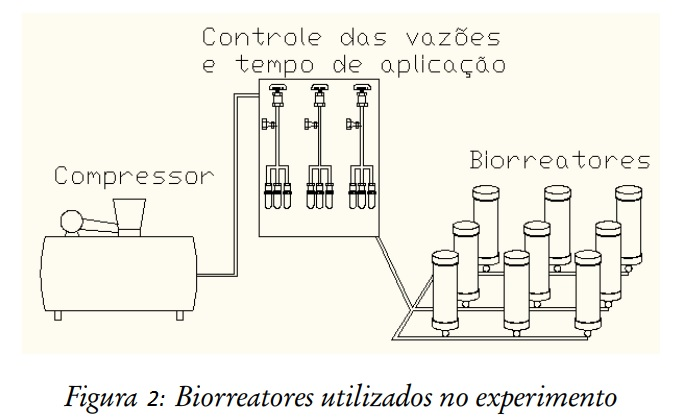 Controle das vazões
e tempo de aplicação
Compressor
Biorreatores
Figura 2: Biorreatores utilizados no experimento